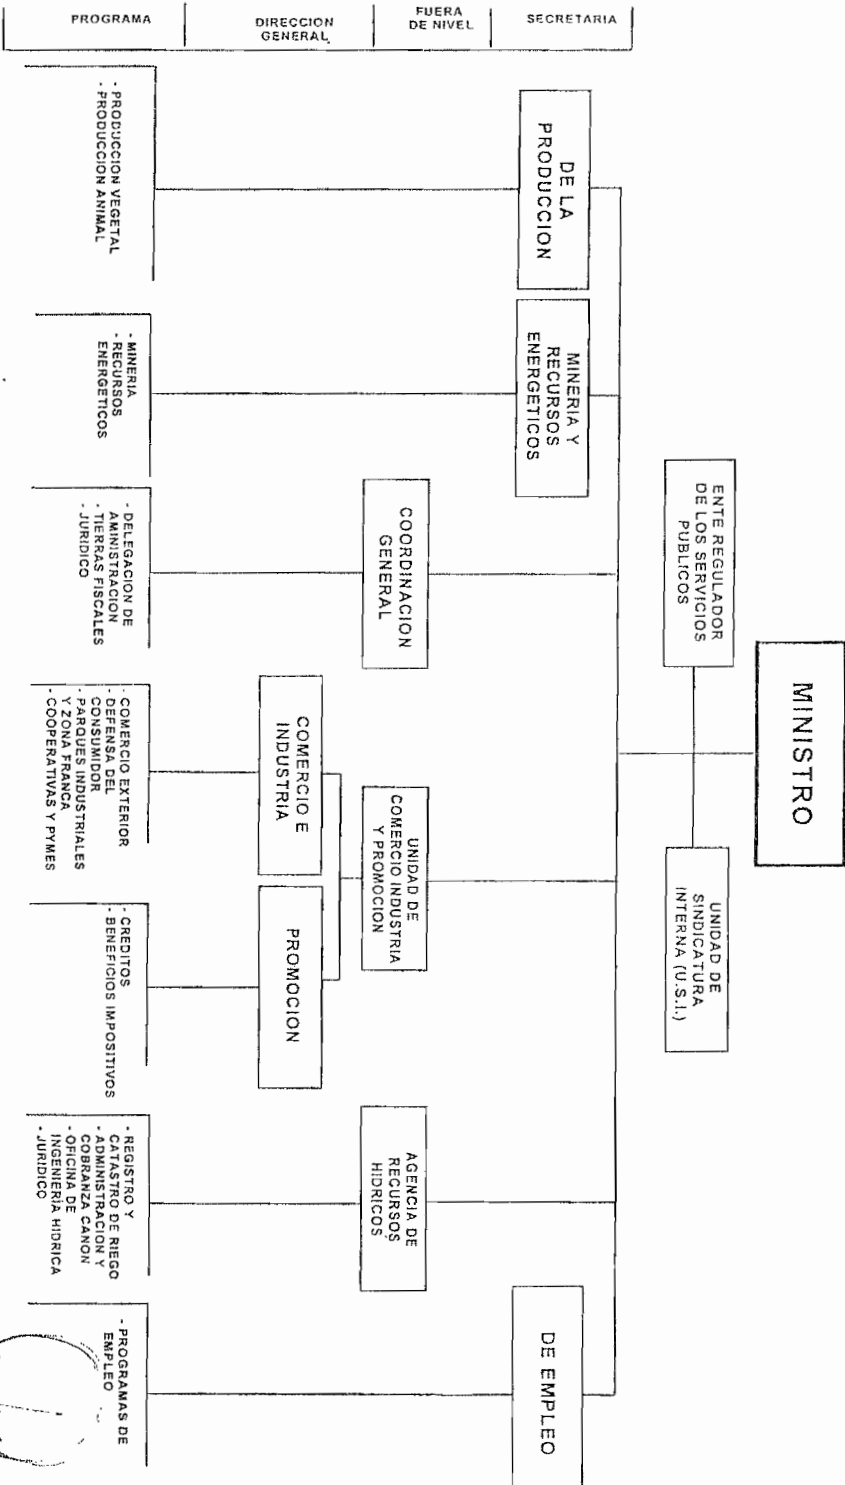 MINISTRO
ENTE REGULADOR
DE LOS SERVICIOS
PUBLICOS
UNIDAD DE
SINDICATURA
INTERNA (U.S.I.)
SECRETARIA
DE LA
PRODUCCION
MINERIA Y
RECURSOS
ENERGETICOS
DE EMPLEO
FUERA
DE NIVEL
COORDINACION
GENERAL
UNIDAD DE
COMERCIO INDUSTRIA
Y PROMOCION
AGENCIA DE
RECURSOS
HIDRICOS
DIRECCION
GENERAL
COMERCIO E
INDUSTRIA
PROMOCION
PROGRAMA
- PRODUCCION VEGETAL
- PRODUCCION ANIMAL
- MINERIA
- RECURSOS
ENERGETICOS
- DELEGACION DE
AMINISTRACION
- TIERRAS FISCALES
- JURIDICO
- COMERCIO EXTERIOR
- DEFENSA DEL
CONSUMIDOR
- PARQUES INDUSTRIALES
Y ZONA FRANCA
- COOPERATIVAS Y PYMES
- CREDITOS
- BENEFICIOS IMPOSITIVOS
- REGISTRO Y
CATASTRO DE RIEGO
- ADMINISTRACION Y
COBRANZA CANON
- OFICINA DE
INGENIERÍA HIDRICA
- JURIDICO
- PROGRAMAS DE
EMPLEO